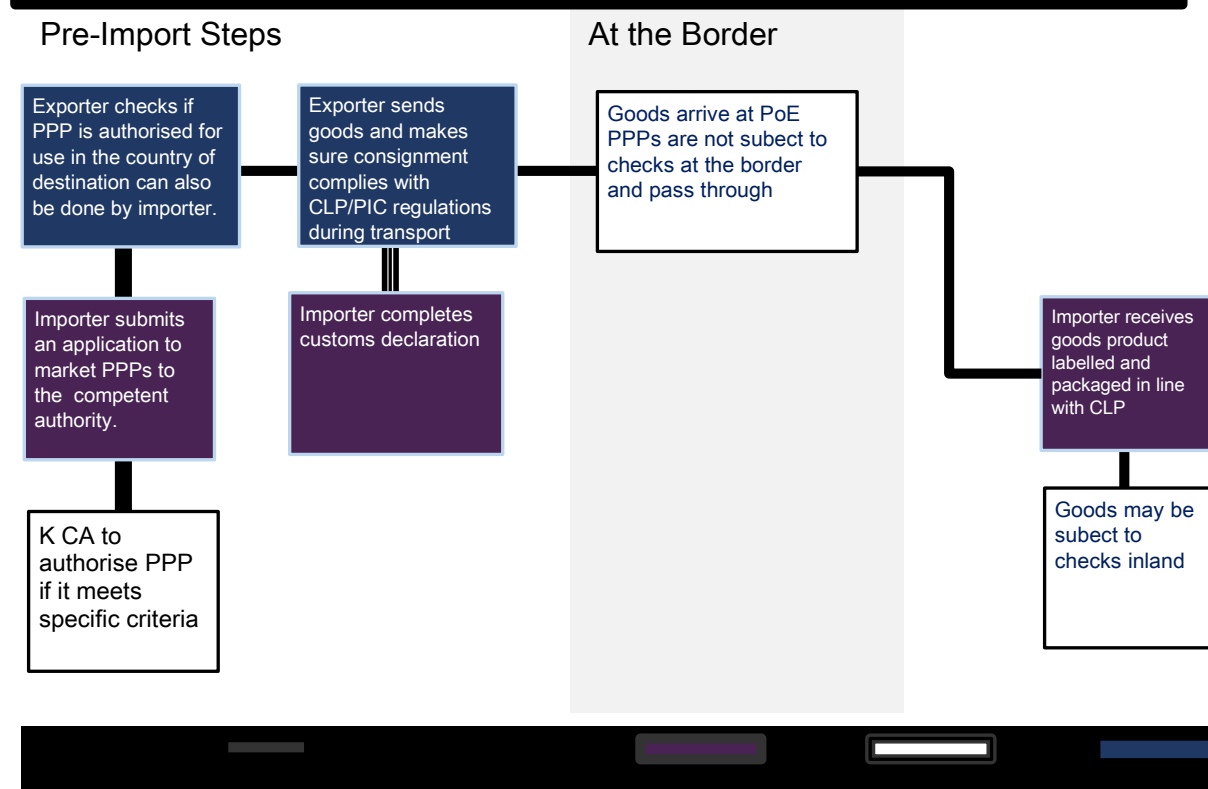 Pre-Import Steps
At the Border
Exporter checks if
PPP is authorised for
use in the country of
destination can also
be done by importer.
Exporter sends
goods and makes
sure consignment
complies with
CLP/PIC regulations
during transport
Goods arrive at PoE
PPPs are not subect to
checks at the border
and pass through
Importer submits
an application to
market PPPs to
the competent
authority.
Importer completes
customs declaration
Importer receives
goods product
labelled and
packaged in line
with CLP
K CA to
authorise PPP
if it meets
specific criteria
Goods may be
subect to
checks inland